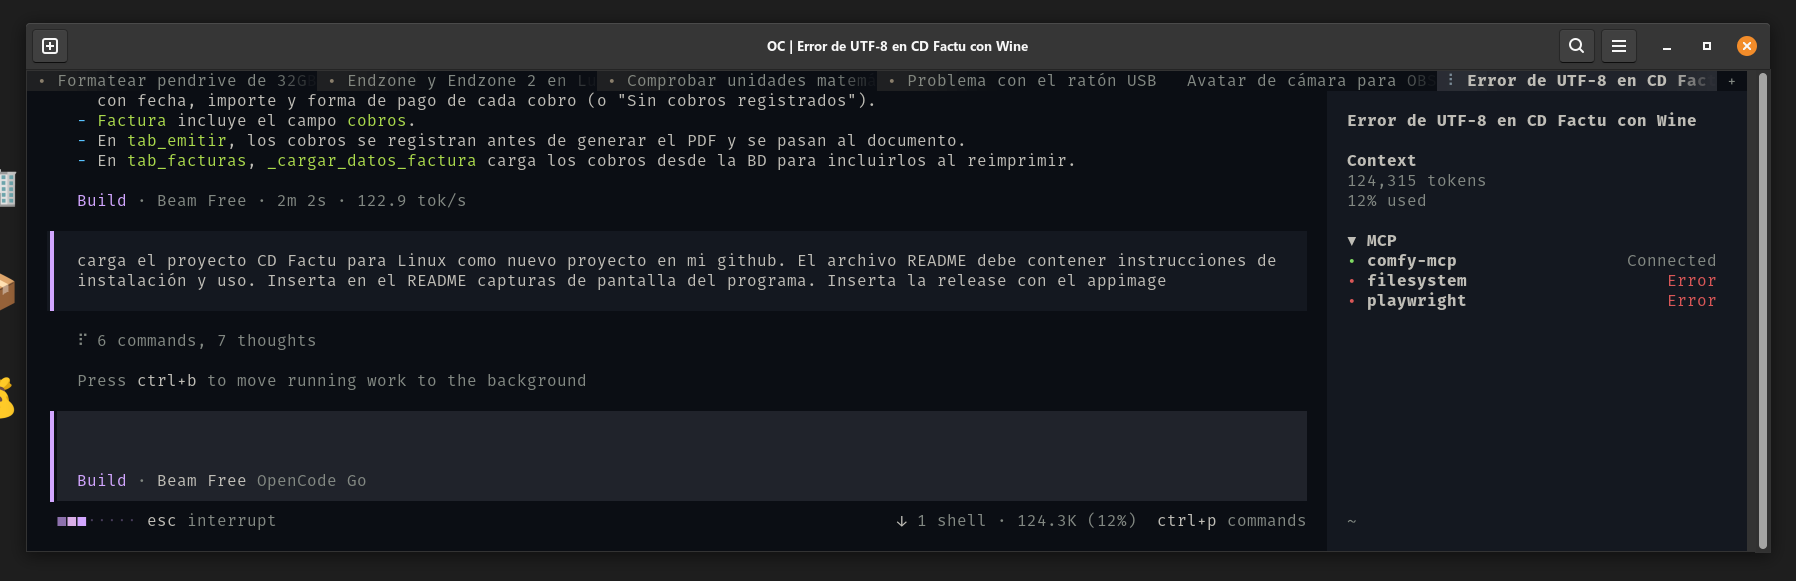 OC | Error de UTF-8 en CD Factu con Wine
• Formatear pendrive de 32GB • Endzone y Endzone 2 en • Comprobar unidades matem • Problema con el ratón USB Avatar de cámara para OBS ⠸ Error de UTF-8 en CD Fac +
con fecha, importe y forma de pago de cada cobro (o "Sin cobros registrados").
- Factura incluye el campo cobros.
- En tab_emitir, los cobros se registran antes de generar el PDF y se pasan al documento.
- En tab_facturas, _cargar_datos_factura carga los cobros desde la BD para incluirlos al reimprimir.
Build · Beam Free · 2m 2s · 122.9 tok/s
carga el proyecto CD Factu para Linux como nuevo proyecto en mi github. El archivo README debe contener instrucciones de
instalación y uso. Inserta en el README capturas de pantalla del programa. Inserta la release con el appimage
⠏ 6 commands, 7 thoughts
Press ctrl+b to move running work to the background
Build · Beam Free OpenCode Go
esc interrupt
↓ 1 shell · 124.3K (12%) ctrl+p commands
Error de UTF-8 en CD Factu con Wine
Context
124,315 tokens
12% used
▼ MCP
• comfy-mcp Connected
• filesystem Error
• playwright Error
~